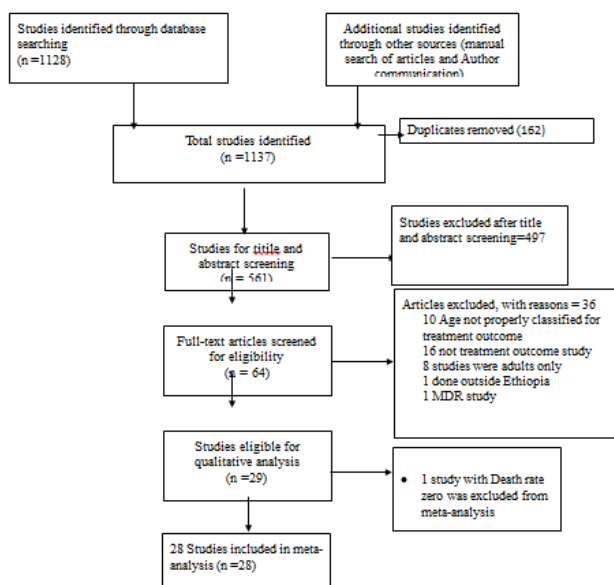 Studies identified through database
searching
(n =1128)
Additional studies identified
through other sources (manual
search of articles and Author
communication)
Total studies identified
(n =1137)
Duplicates removed (162)
Studies for titile and
abstract screening
(n = 561)
Studies excluded after title
and abstract screening=497
Full-text articles screened
for eligibility
(n = 64)
Articles excluded, with reasons = 36
10 Age not properly classified for
treatment outcome
16 not treatment outcome study
8 studies were adults only
1 done outside Ethiopia
1 MDR study
Studies eligible for
qualitative analysis
(n =29)
• 1 study with Death rate
zero was excluded from
meta-analysis
28 Studies included in meta-
analysis (n =28)